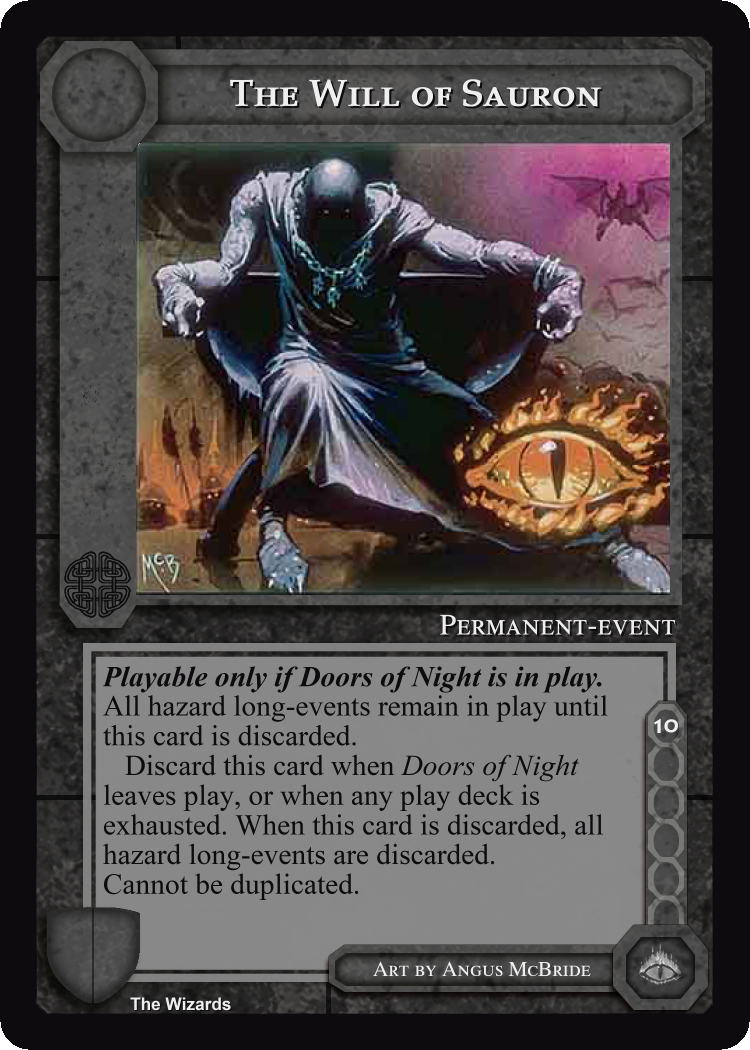 The Will of Sauron
McB
Permanent-event
Playable only if Doors of Night is in play.
All hazard long-events remain in play until
this card is discarded.
Discard this card when Doors of Night
leaves play, or when any play deck is
exhausted. When this card is discarded, all
hazard long-events are discarded.
Cannot be duplicated.
10
Art by Angus McBride
The Wizards